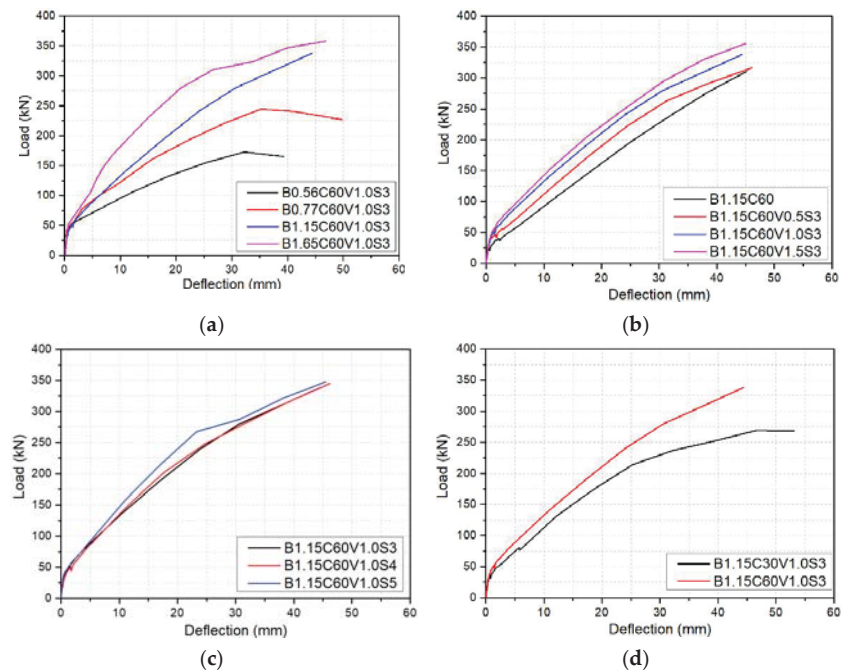 400
350
300
250
200
150
100
50
0
Load (kN)
0 10 20 30 40 50 60
Deflection (mm)
B0.56C60V1.0S3
B0.77C60V1.0S3
B1.15C60V1.0S3
B1.65C60V1.0S3
(a)
400
350
300
250
200
150
100
50
0
Load (kN)
0 10 20 30 40 50 60
Deflection (mm)
B1.15C60
B1.15C60V0.5S3
B1.15C60V1.0S3
B1.15C60V1.5S3
(b)
400
350
300
250
200
150
100
50
0
Load (kN)
0 10 20 30 40 50 60
Deflection (mm)
B1.15C60V1.0S3
B1.15C60V1.0S4
B1.15C60V1.0S5
(c)
400
350
300
250
200
150
100
50
0
Load (kN)
0 10 20 30 40 50 60
Deflection (mm)
B1.15C30V1.0S3
B1.15C60V1.0S3
(d)